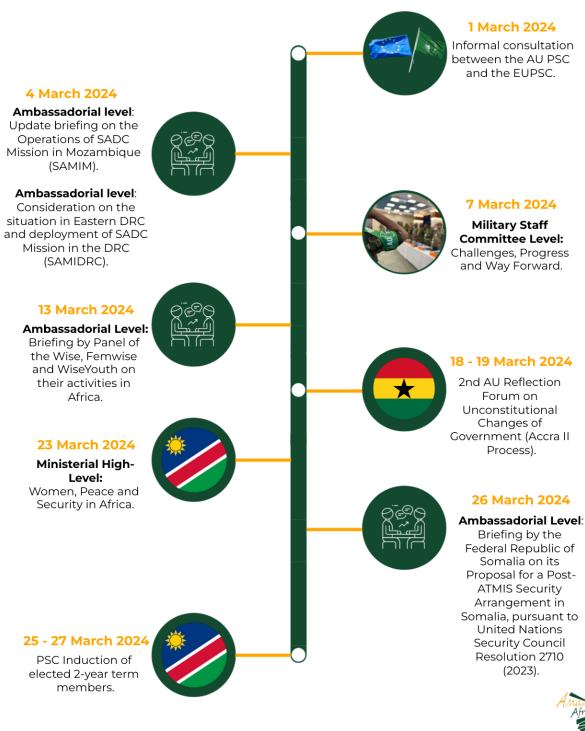 1 March 2024
Informal consultation
between the AU PSC
and the EUPSC.
4 March 2024
Ambassadorial level:
Update briefing on the
Operations of SADC
Mission in Mozambique
(SAMIM).
Ambassadorial level:
Consideration on the
situation in Eastern DRC
and deployment of SADC
Mission in the DRC
(SAMIDRC).
7 March 2024
Military Staff
Committee Level:
Challenges, Progress
and Way Forward.
13 March 2024
Ambassadorial Level:
Briefing by Panel of
the Wise, Femwise
and WiseYouth on
their activities in
Africa.
18 - 19 March 2024
2nd AU Reflection
Forum on
Unconstitutional
Changes of
Government (Accra II
Process).
23 March 2024
Ministerial High-
Level:
Women, Peace and
Security in Africa.
26 March 2024
Ambassadorial Level:
Briefing by the
Federal Republic of
Somalia on its
Proposal for a Post-
ATMIS Security
Arrangement in
Somalia, pursuant to
United Nations
Security Council
Resolution 2710
(2023).
25 - 27 March 2024
PSC Induction of
elected 2-year term
members.